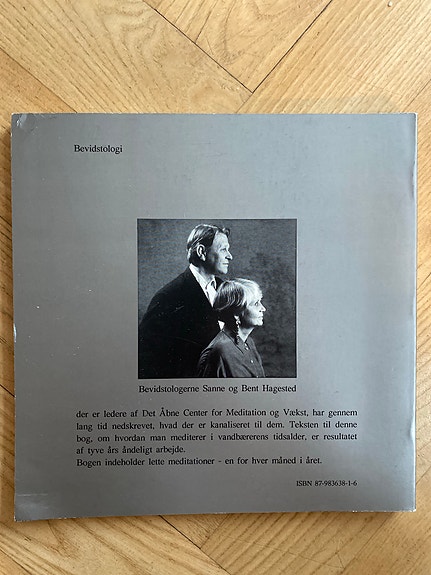 Bevidstologi
Bevidstologerne Sanne og Bent Hagested
der er ledere af Det Åbne Center for Meditation og Vækst, har gennem
lang tid nedskrevet, hvad der er kanaliseret til dem. Teksten til denne
bog, om hvordan man mediterer i vandbærerens tidsalder, er resultatet
af tyve års åndeligt arbejde.
Bogen indeholder lette meditationer - en for hver måned i året.
ISBN 87-983638-1-6